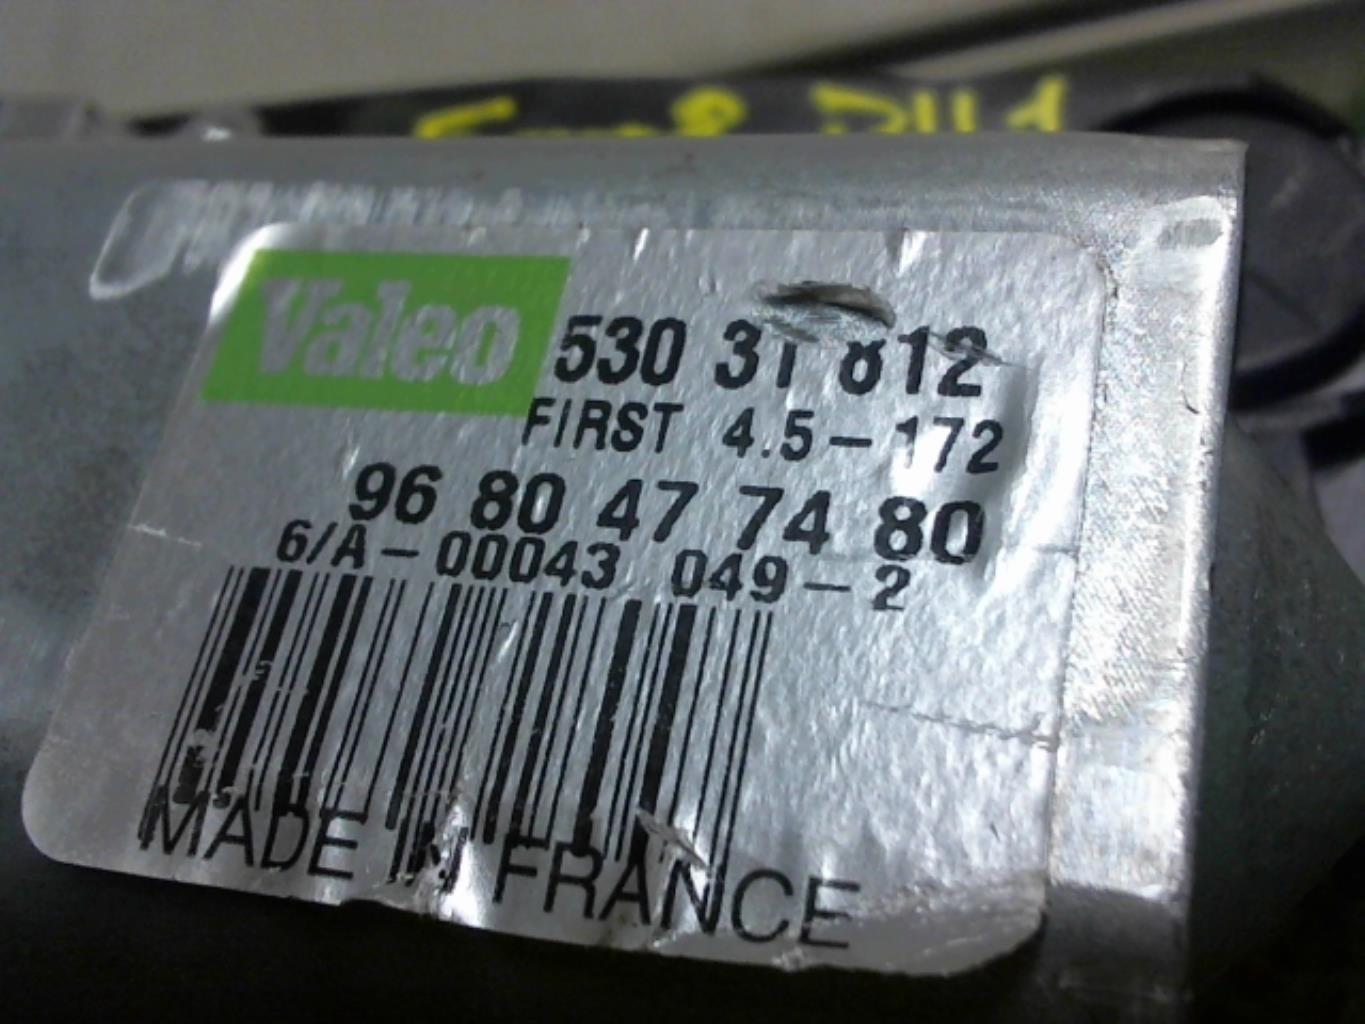 Valeo
530 31 812
FIRST 4.5-172
96 80 47 74 80
6/A-00043 049-2
MADE IN FRANCE